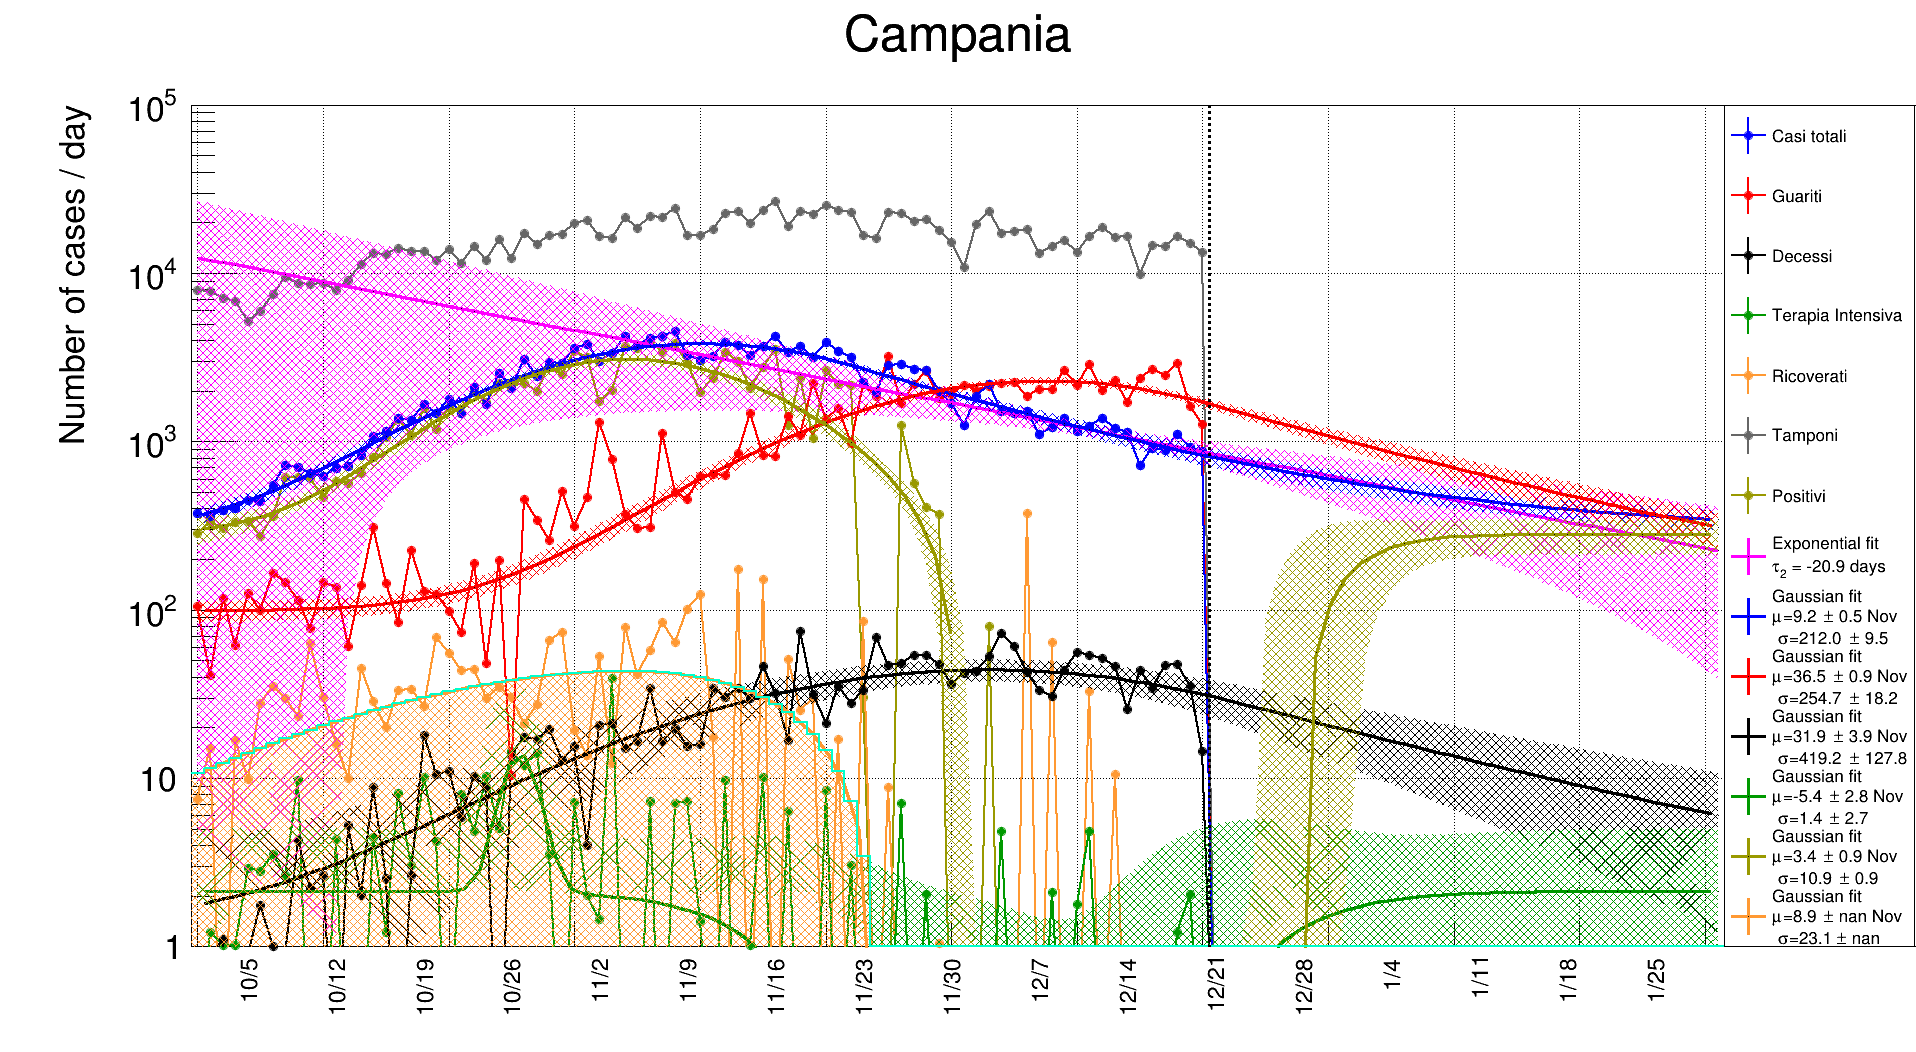 Campania
Number of cases / day
10^5
10^4
10^3
10^2
10
1
10/5
10/12
10/19
10/26
11/2
11/9
11/16
11/23
11/30
12/7
12/14
12/21
12/28
1/4
1/11
1/18
1/25
Casi totali
Guariti
Decessi
Terapia Intensiva
Ricoverati
Tamponi
Positivi
Exponential fit
τ₂ = -20.9 days
Gaussian fit
μ=9.2 ± 0.5 Nov
σ=212.0 ± 9.5
Gaussian fit
μ=36.5 ± 0.9 Nov
σ=254.7 ± 18.2
Gaussian fit
μ=31.9 ± 3.9 Nov
σ=419.2 ± 127.8
Gaussian fit
μ=-5.4 ± 2.8 Nov
σ=1.4 ± 2.7
Gaussian fit
μ=3.4 ± 0.9 Nov
σ=10.9 ± 0.9
Gaussian fit
μ=8.9 ± nan Nov
σ=23.1 ± nan